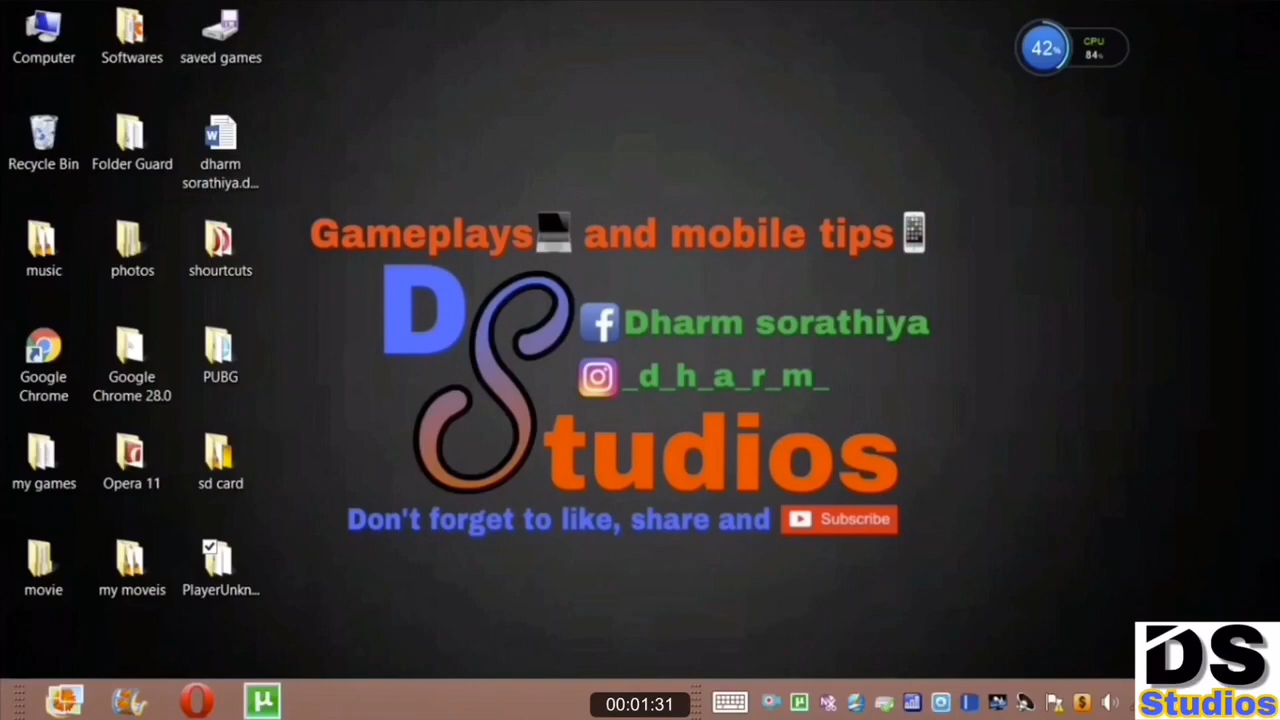 Computer
Softwares
saved games
42%
CPU
84%
Recycle Bin
Folder Guard
dharm
sorathiya.d...
music
photos
shourtcuts
Google
Chrome
Google
Chrome 28.0
PUBG
my games
Opera 11
sd card
movie
my moveis
PlayerUnkn...
Gameplays and mobile tips
DS
Dharm sorathiya
_d_h_a_r_m_
tudios
Don't forget to like, share and Subscribe
00:01:31
DS
Studios